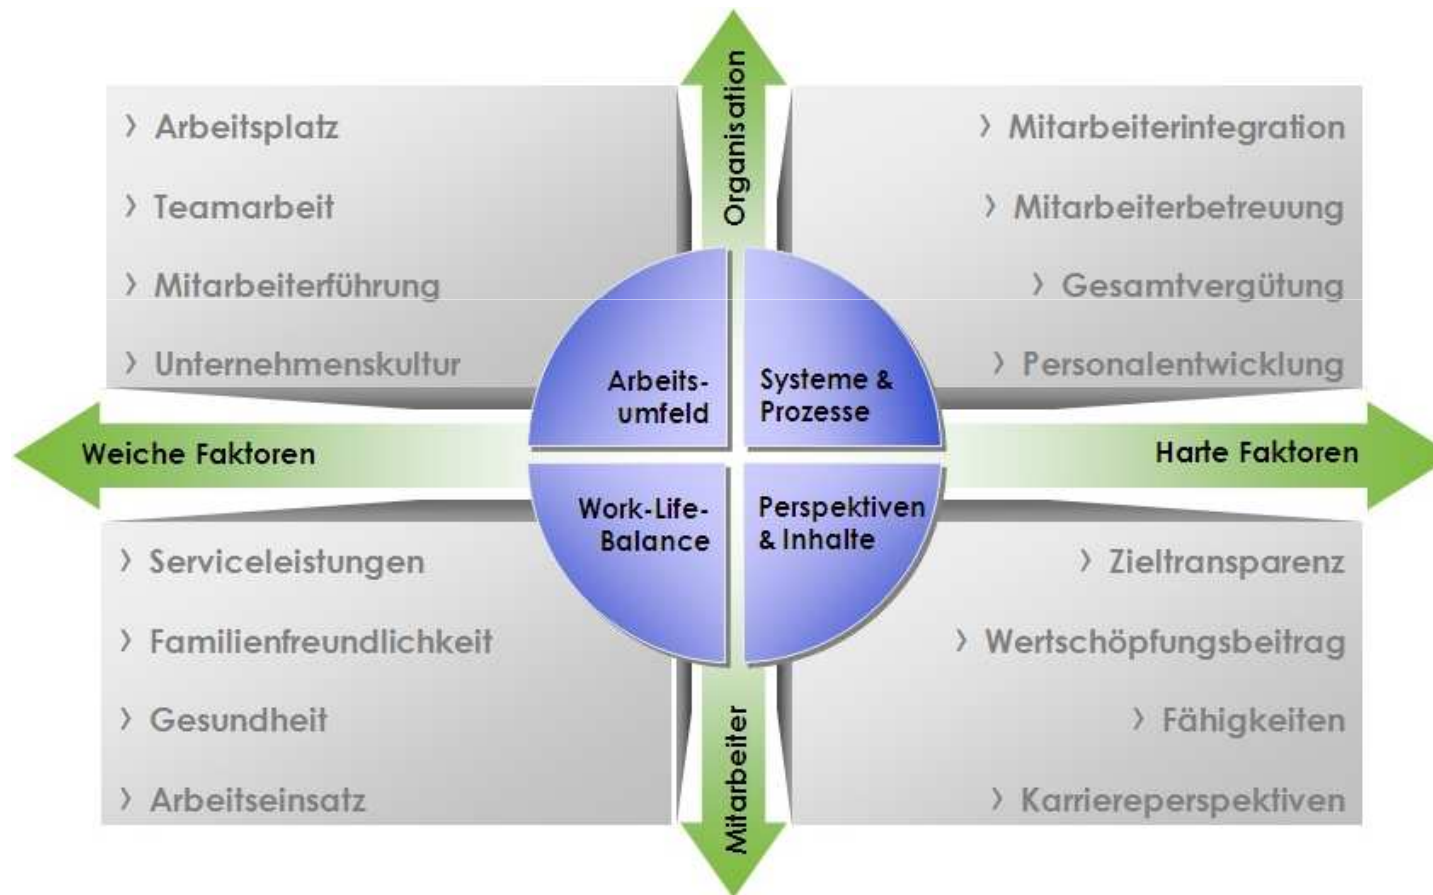 Organisation
› Arbeitsplatz
› Teamarbeit
› Mitarbeiterführung
› Unternehmenskultur
› Mitarbeiterintegration
› Mitarbeiterbetreuung
› Gesamtvergütung
› Personalentwicklung
Arbeits-
umfeld
Systeme &
Prozesse
Weiche Faktoren
Harte Faktoren
Work-Life-
Balance
Perspektiven
& Inhalte
› Serviceleistungen
› Familienfreundlichkeit
› Gesundheit
› Arbeitseinsatz
› Zieltransparenz
› Wertschöpfungsbeitrag
› Fähigkeiten
› Karriereperspektiven
Mitarbeiter